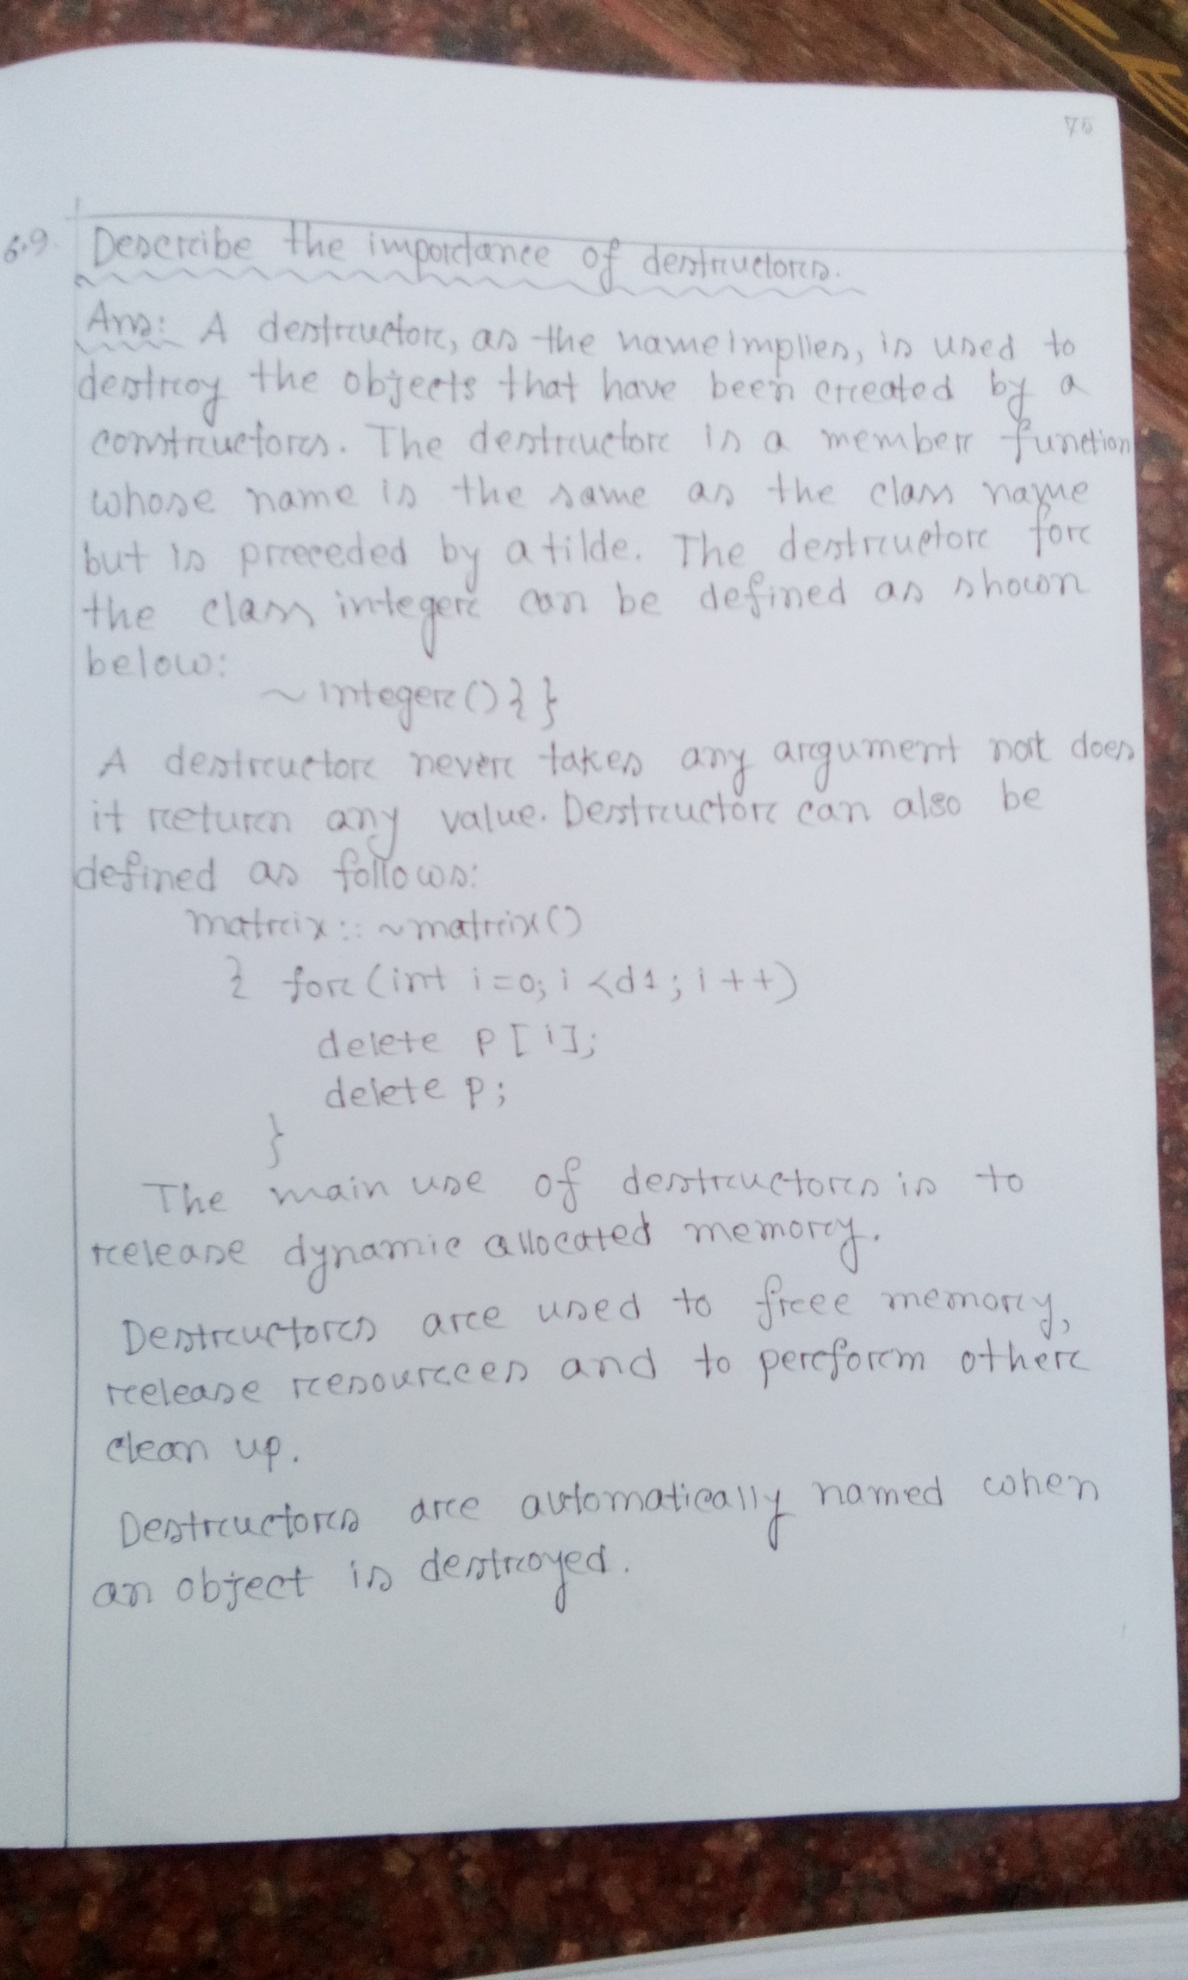 75
6.9. Describe the importance of destructors.
Ans: A destructor, as the name implies, is used to
destroy the objects that have been created by a
constructors. The destructor is a member function
whose name is the same as the class name
but is preceded by a tilde. The destructor for
the class integer can be defined as shown
below:
~ integer() { }
A destructor never takes any argument not does
it return any value. Destructor can also be
defined as follows:
matrix :: ~matrix()
{ for (int i=0; i <d1; i ++)
delete p [i];
delete p;
}
The main use of destructors is to
release dynamic allocated memory.
Destructors are used to free memory,
release resources and to perform other
clean up.
Destructors are automatically named when
an object is destroyed.